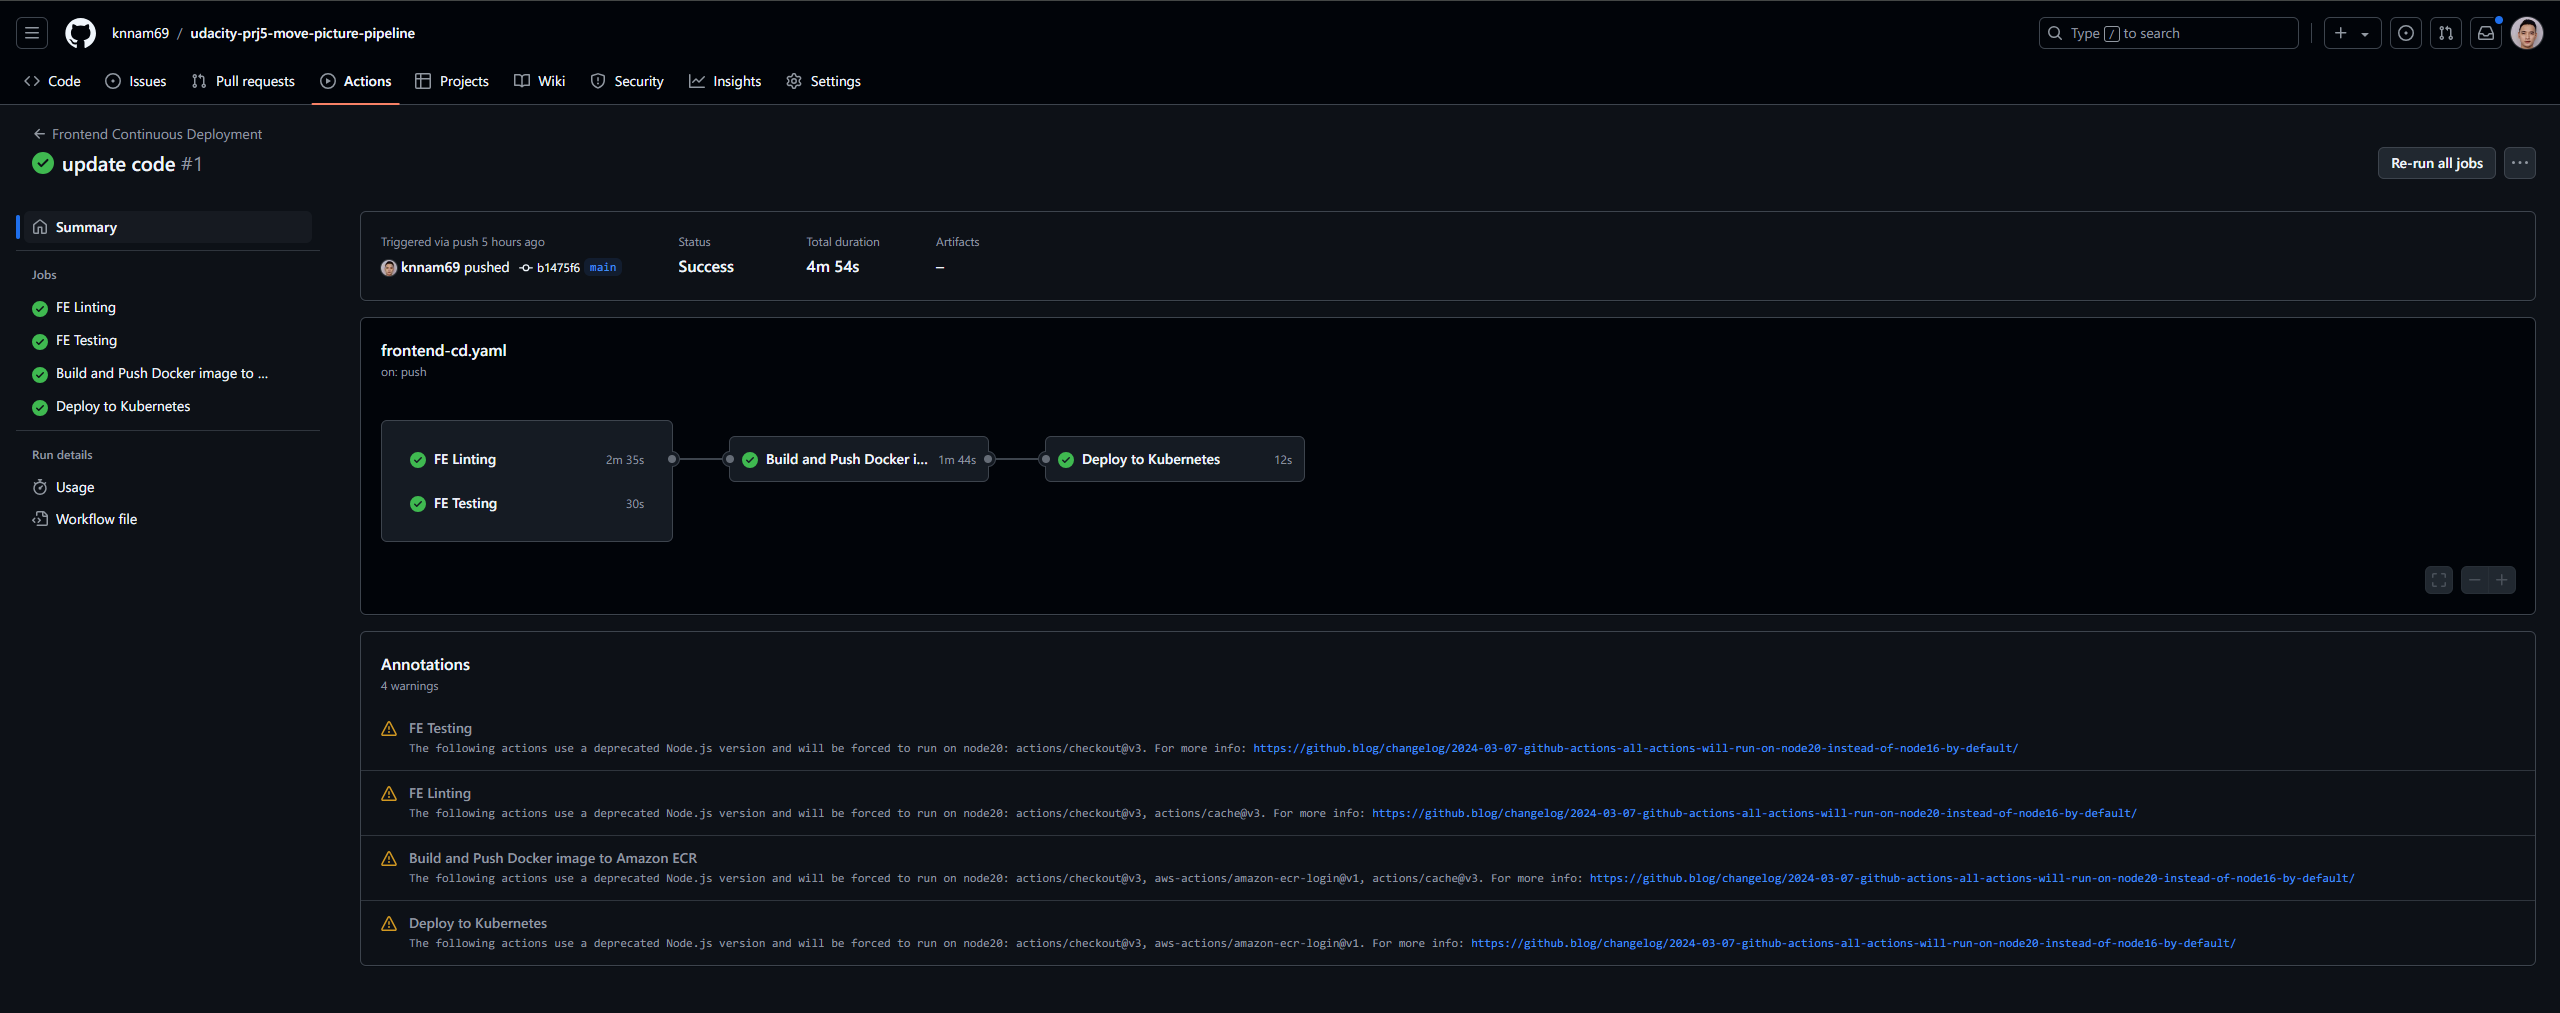 knnam69 / udacity-prj5-move-picture-pipeline
Type / to search
Code Issues Pull requests Actions Projects Wiki Security Insights Settings
Frontend Continuous Deployment
update code #1
Re-run all jobs
Summary
Jobs
FE Linting
FE Testing
Build and Push Docker image to ...
Deploy to Kubernetes
Run details
Usage
Workflow file
Triggered via push 5 hours ago
knnam69 pushed b1475f6 main
Status
Success
Total duration
4m 54s
Artifacts
–
frontend-cd.yaml
on: push
FE Linting 2m 35s
FE Testing 30s
Build and Push Docker i... 1m 44s
Deploy to Kubernetes 12s
Annotations
4 warnings
FE Testing
The following actions use a deprecated Node.js version and will be forced to run on node20: actions/checkout@v3. For more info: https://github.blog/changelog/2024-03-07-github-actions-all-actions-will-run-on-node20-instead-of-node16-by-default/
FE Linting
The following actions use a deprecated Node.js version and will be forced to run on node20: actions/checkout@v3, actions/cache@v3. For more info: https://github.blog/changelog/2024-03-07-github-actions-all-actions-will-run-on-node20-instead-of-node16-by-default/
Build and Push Docker image to Amazon ECR
The following actions use a deprecated Node.js version and will be forced to run on node20: actions/checkout@v3, aws-actions/amazon-ecr-login@v1, actions/cache@v3. For more info: https://github.blog/changelog/2024-03-07-github-actions-all-actions-will-run-on-node20-instead-of-node16-by-default/
Deploy to Kubernetes
The following actions use a deprecated Node.js version and will be forced to run on node20: actions/checkout@v3, aws-actions/amazon-ecr-login@v1. For more info: https://github.blog/changelog/2024-03-07-github-actions-all-actions-will-run-on-node20-instead-of-node16-by-default/